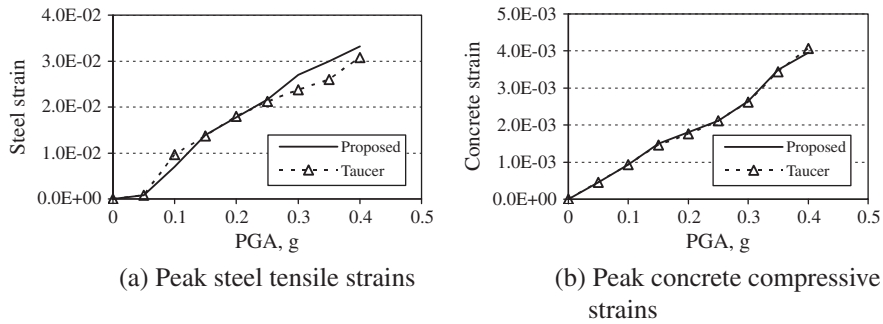 4.0E-02
3.0E-02
2.0E-02
1.0E-02
0.0E+00
Steel strain
Proposed
Taucer
0
0.1
0.2
0.3
0.4
0.5
PGA, g
(a) Peak steel tensile strains
5.0E-03
4.0E-03
3.0E-03
2.0E-03
1.0E-03
0.0E+00
Concrete strain
Proposed
Taucer
0
0.1
0.2
0.3
0.4
0.5
PGA, g
(b) Peak concrete compressive
strains